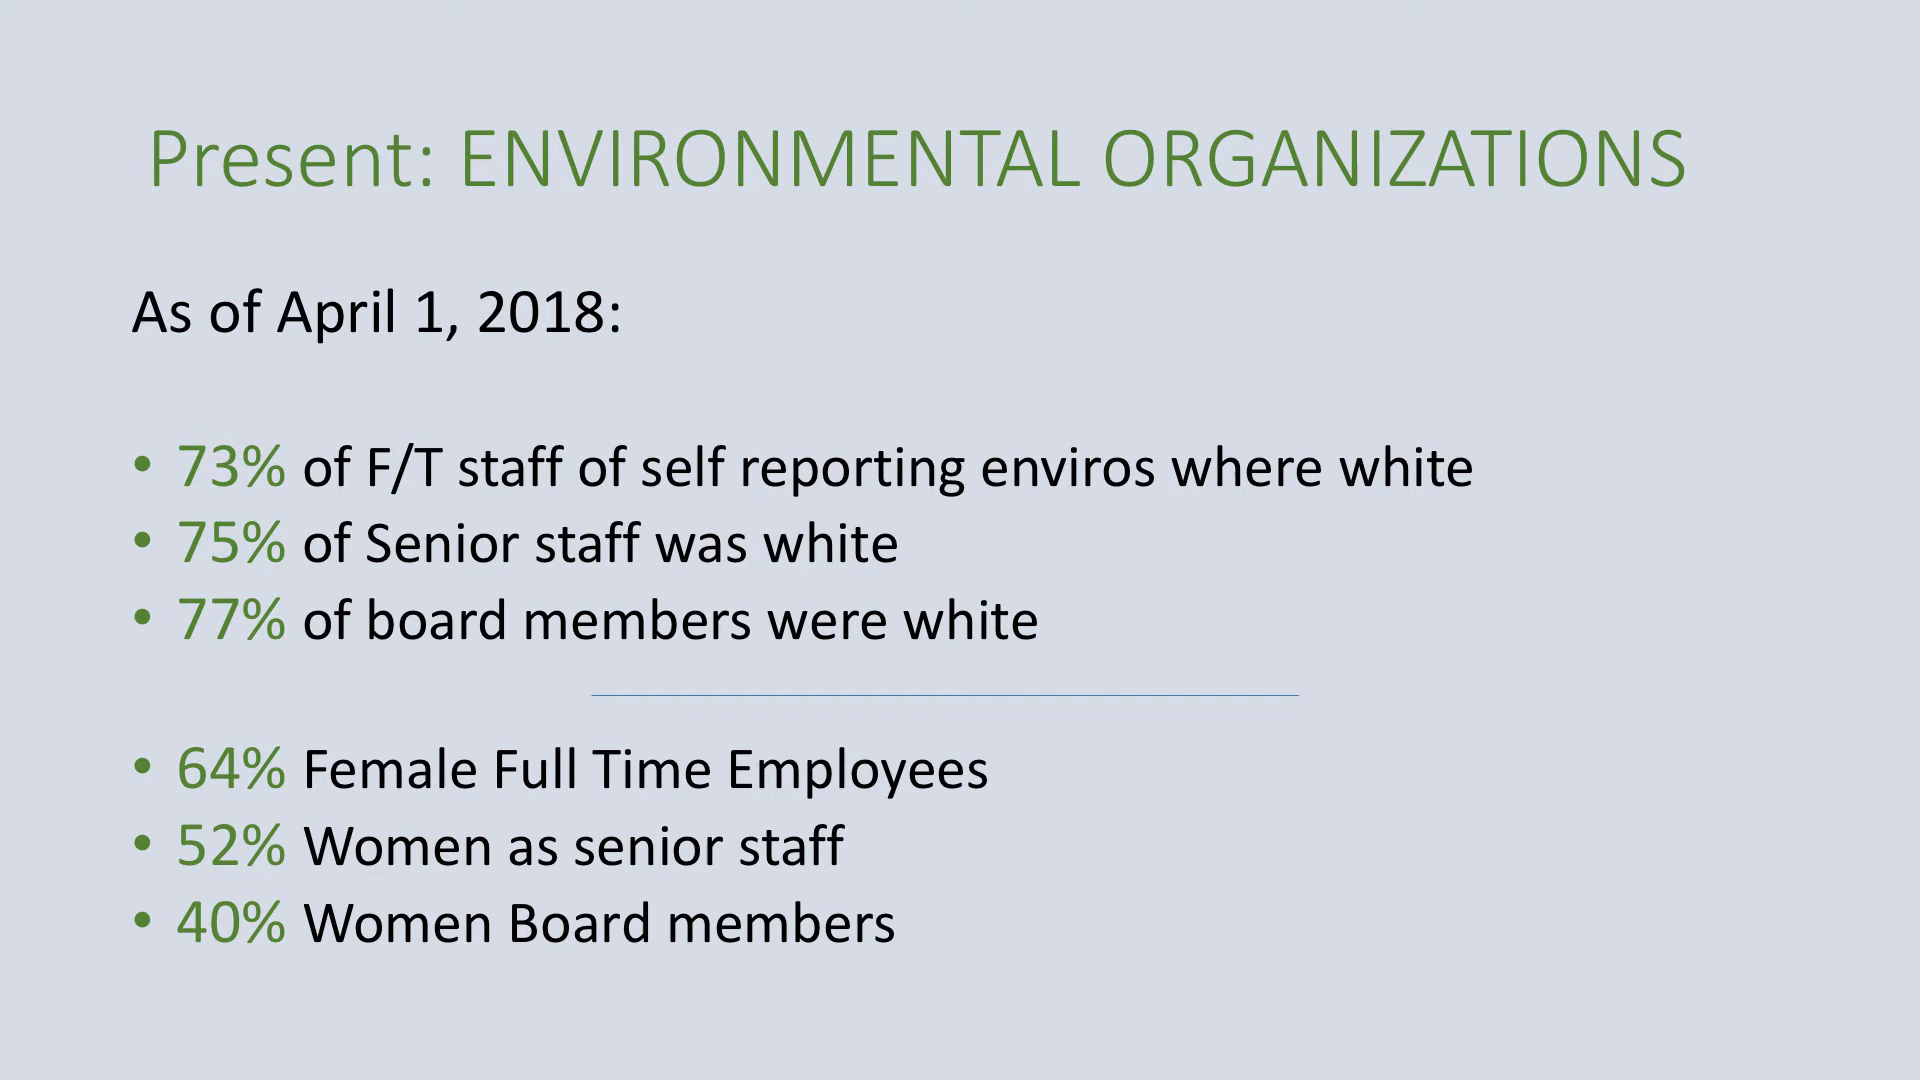 Present: ENVIRONMENTAL ORGANIZATIONS
As of April 1, 2018:
• 73% of F/T staff of self reporting enviros where white
• 75% of Senior staff was white
• 77% of board members were white
• 64% Female Full Time Employees
• 52% Women as senior staff
• 40% Women Board members